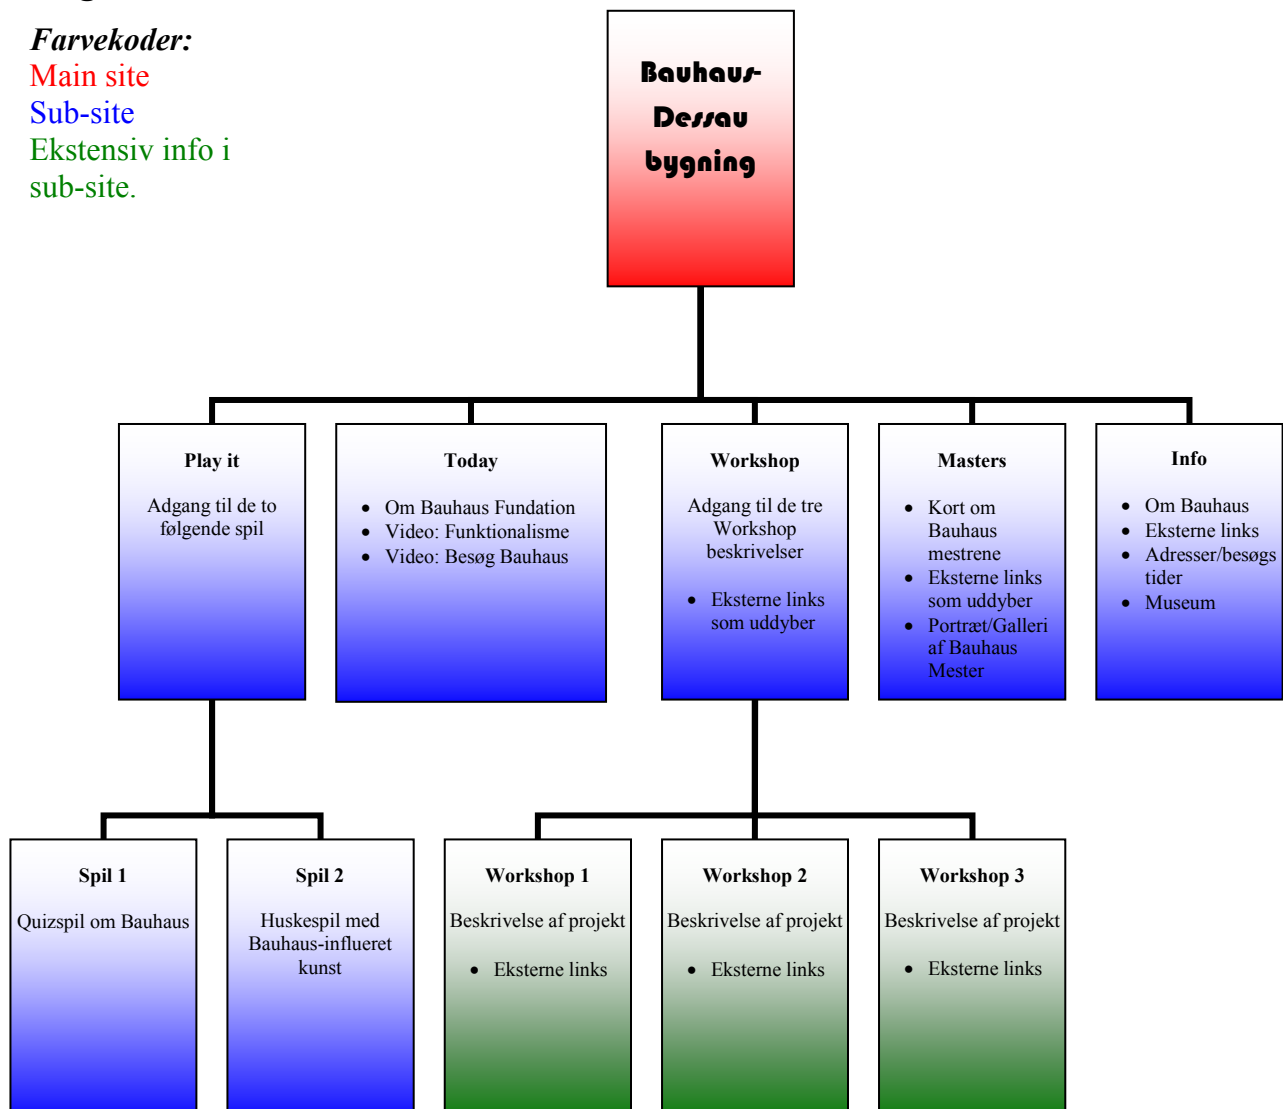 Farvekoder:
Main site
Sub-site
Ekstensiv info i
sub-site.
Bauhaus-
Dessau
bygning
Play it
Adgang til de to
følgende spil
Today
• Om Bauhaus Fundation
• Video: Funktionalisme
• Video: Besøg Bauhaus
Workshop
Adgang til de tre
Workshop
beskrivelser
• Eksterne links
som uddyber
Masters
• Kort om
Bauhaus
mestrene
• Eksterne links
som uddyber
• Portræt/Galleri
af Bauhaus
Mester
Info
• Om Bauhaus
• Eksterne links
• Adresser/besøgs
tider
• Museum
Spil 1
Quizspil om Bauhaus
Spil 2
Huskespil med
Bauhaus-influeret
kunst
Workshop 1
Beskrivelse af projekt
• Eksterne links
Workshop 2
Beskrivelse af projekt
• Eksterne links
Workshop 3
Beskrivelse af projekt
• Eksterne links